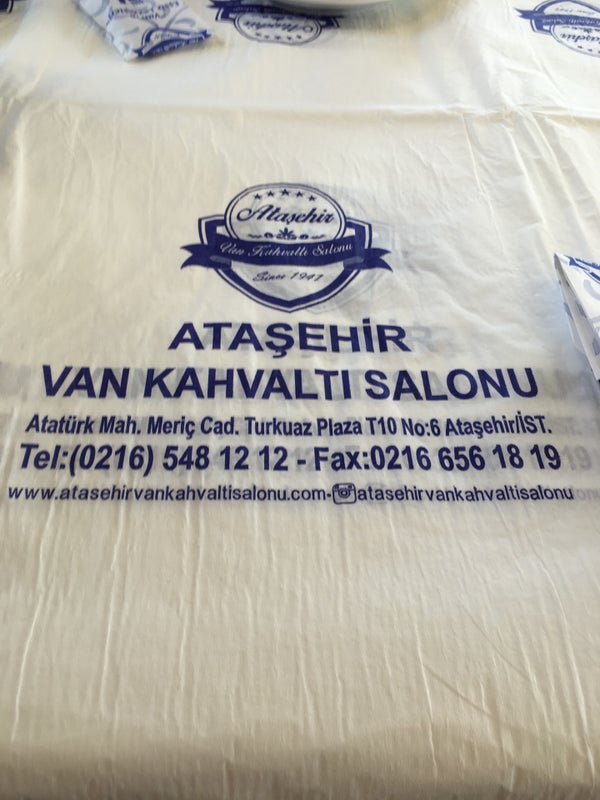 Ataşehir
Van Kahvaltı Salonu
Since 1947
ATAŞEHİR
VAN KAHVALTI SALONU
Atatürk Mah. Meriç Cad. Turkuaz Plaza T10 No:6 Ataşehir/İST.
Tel:(0216) 548 12 12 - Fax:0216 656 18 19
www.atasehirvankahvaltisalonu.com-atasehirvankahvaltisalonu